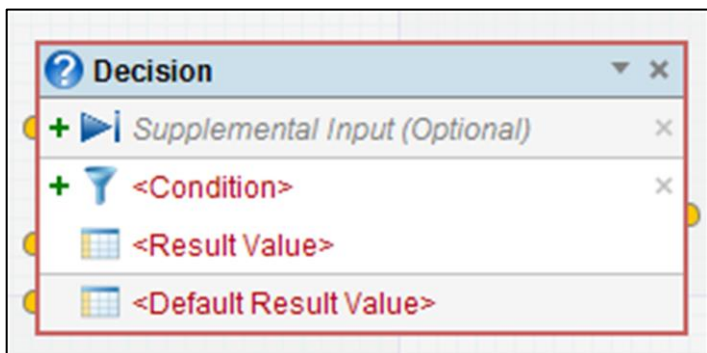 Decision
Supplemental Input (Optional)
<Condition>
<Result Value>
<Default Result Value>